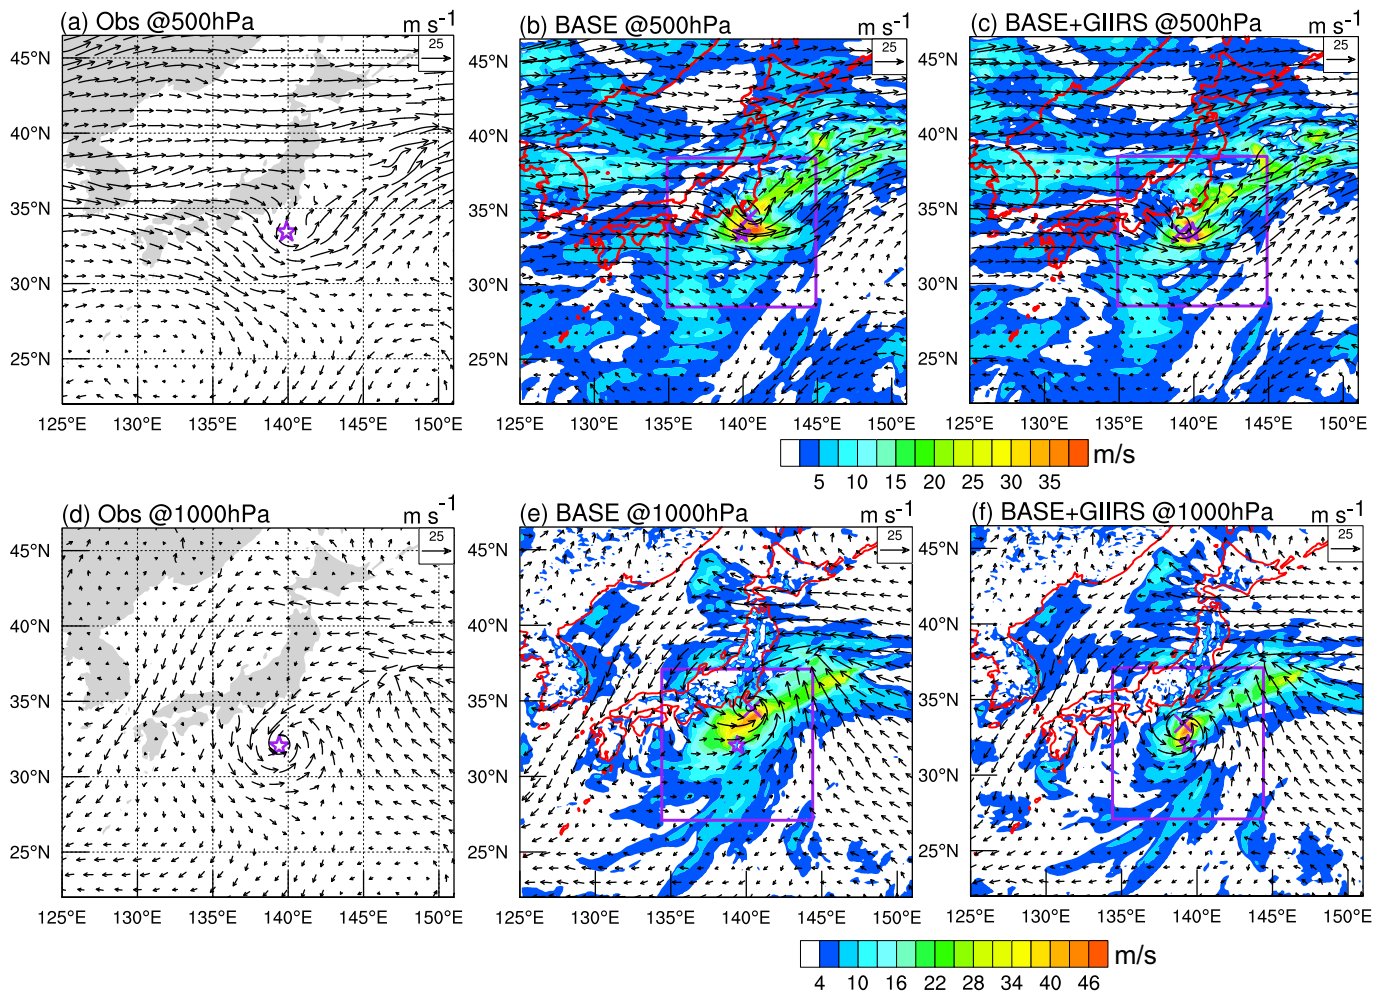 (a) Obs @500hPa m s⁻¹
25
45°N
40°N
35°N
30°N
25°N
125°E 130°E 135°E 140°E 145°E 150°E
(b) BASE @500hPa m s⁻¹
25
45°N
40°N
35°N
30°N
25°N
125°E 130°E 135°E 140°E 145°E 150°E
(c) BASE+GIIRS @500hPa m s⁻¹
25
45°N
40°N
35°N
30°N
25°N
125°E 130°E 135°E 140°E 145°E 150°E
5 10 15 20 25 30 35 m/s
(d) Obs @1000hPa m s⁻¹
25
45°N
40°N
35°N
30°N
25°N
125°E 130°E 135°E 140°E 145°E 150°E
(e) BASE @1000hPa m s⁻¹
25
45°N
40°N
35°N
30°N
25°N
125°E 130°E 135°E 140°E 145°E 150°E
(f) BASE+GIIRS @1000hPa m s⁻¹
25
45°N
40°N
35°N
30°N
25°N
125°E 130°E 135°E 140°E 145°E 150°E
4 10 16 22 28 34 40 46 m/s